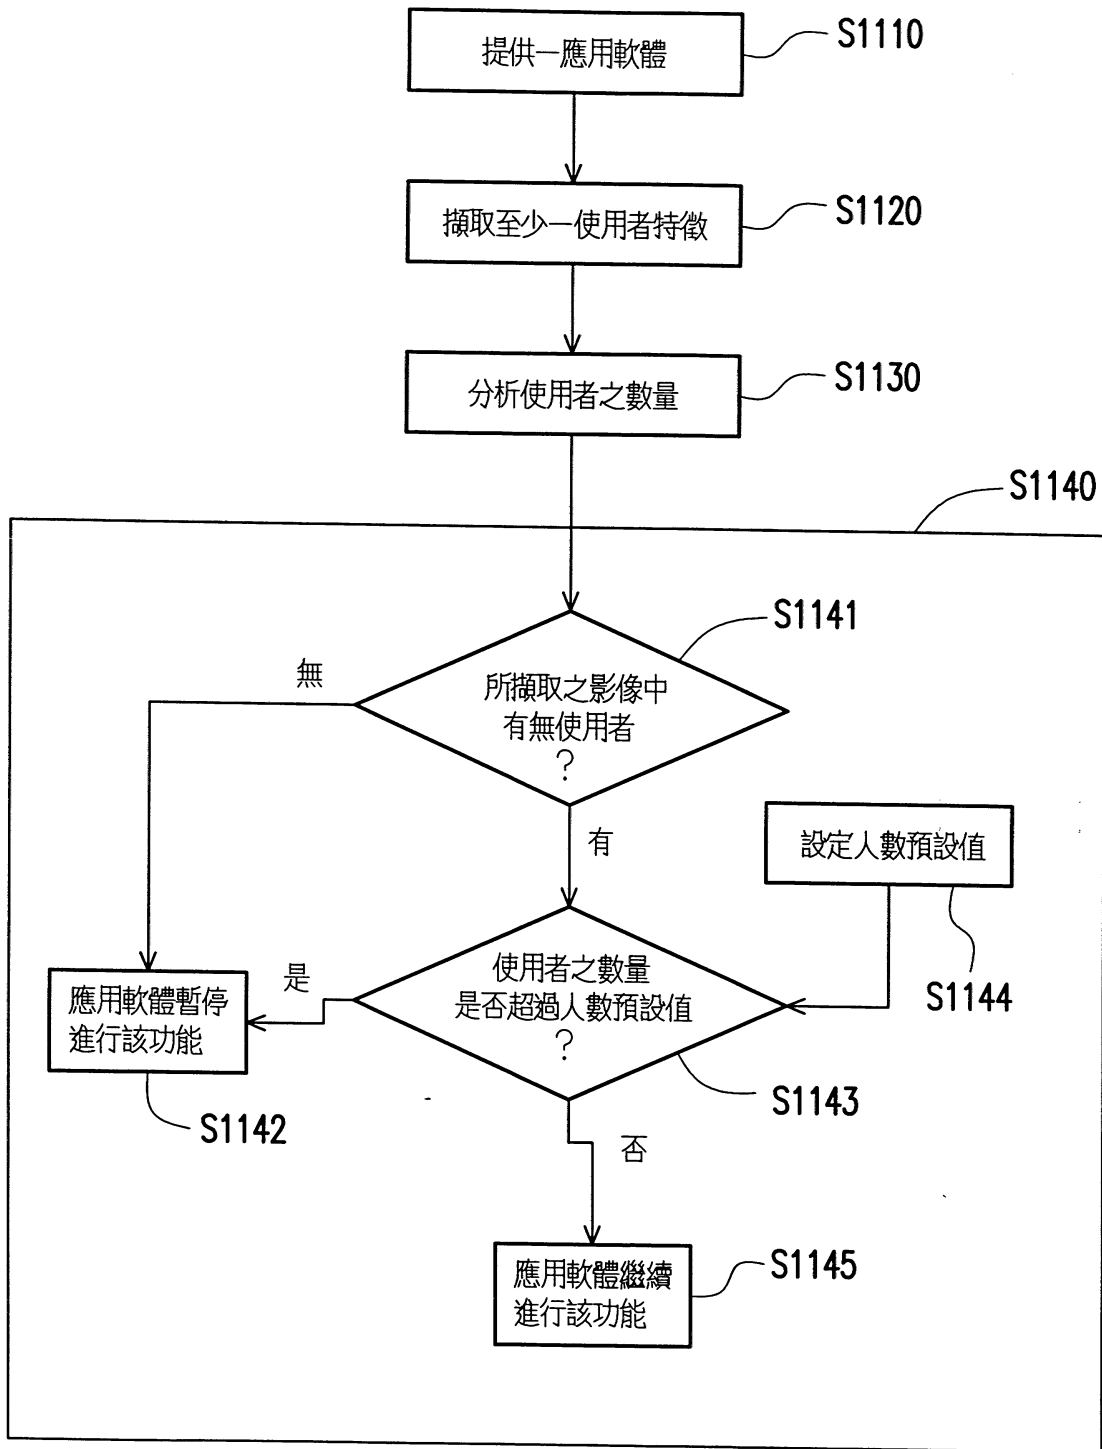 提供一應用軟體
S1110
擷取至少一使用者特徵
S1120
分析使用者之數量
S1130
S1140
S1141
無
所擷取之影像中
有無使用者
?
有
設定人數預設值
S1144
使用者之數量
是否超過人數預設值
?
是
應用軟體暫停
進行該功能
S1142
S1143
否
應用軟體繼續
進行該功能
S1145